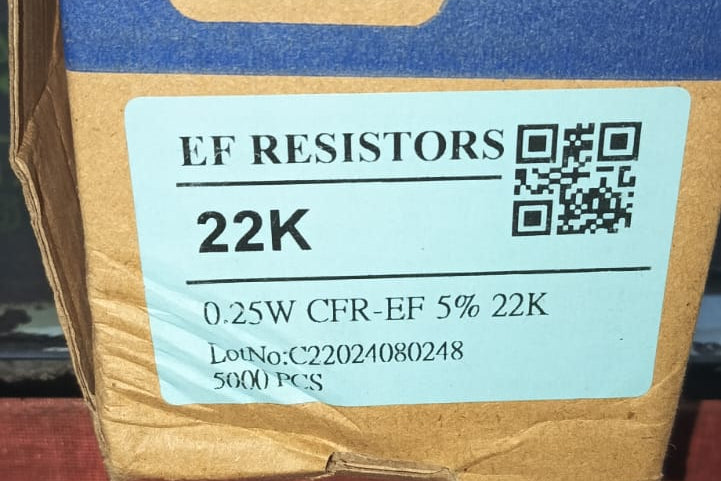 EF RESISTORS
22K
0.25W CFR-EF 5% 22K
LotNo:C22024080248
5000 PCS